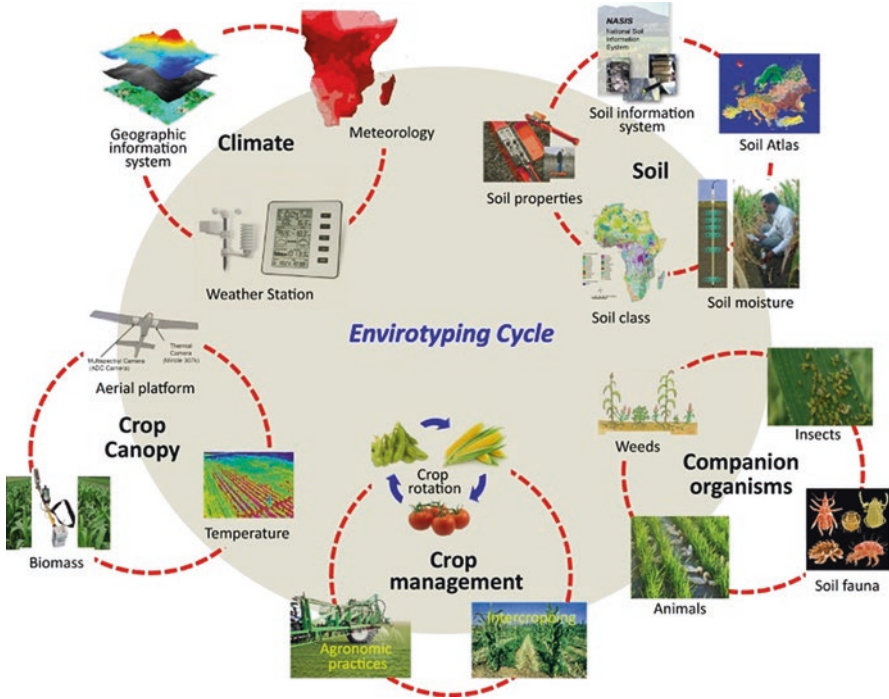 NASIS
National Soil
Information
System
Soil information
system
Geographic
information
system
Climate
Meteorology
Soil Atlas
Soil
Soil properties
Weather Station
Soil class
Soil moisture
Envirotyping Cycle
Multispectral Camera
(ADC Camera)
Thermal
Camera
Aerial platform
Crop
Canopy
Biomass
Temperature
Crop
rotation
Crop
management
Agronomic
practices
Intercropping
Weeds
Insects
Companion
organisms
Animals
Soil fauna